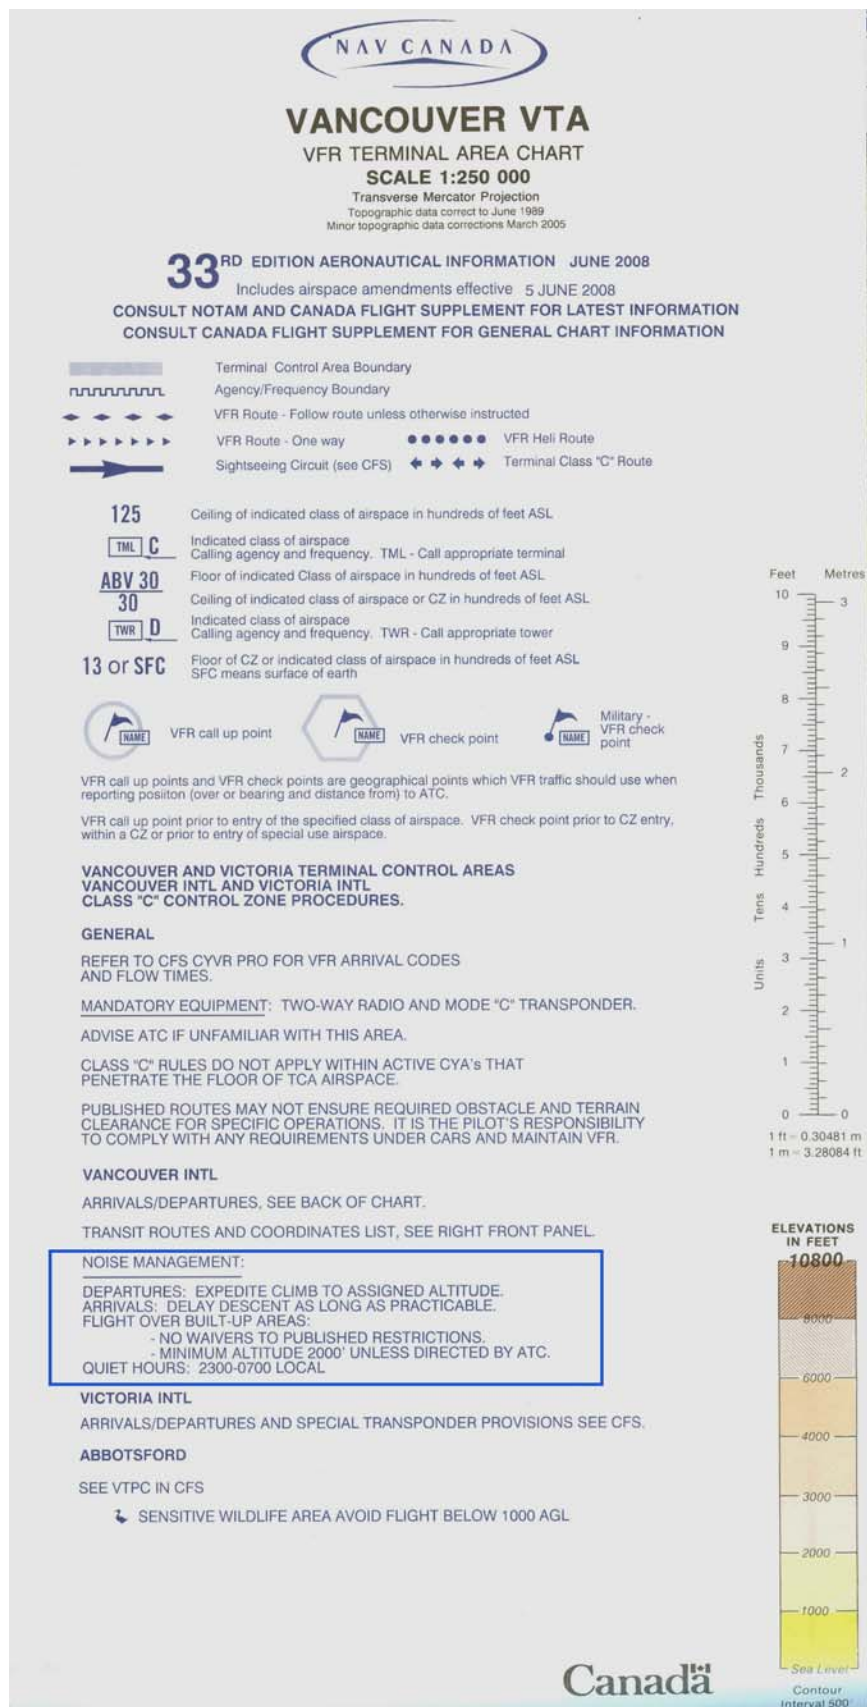 NAV CANADA
VANCOUVER VTA
VFR TERMINAL AREA CHART
SCALE 1:250 000
Transverse Mercator Projection
Topographic data correct to June 1989
Minor topographic data corrections March 2005
33RD EDITION AERONAUTICAL INFORMATION JUNE 2008
Includes airspace amendments effective 5 JUNE 2008
CONSULT NOTAM AND CANADA FLIGHT SUPPLEMENT FOR LATEST INFORMATION
CONSULT CANADA FLIGHT SUPPLEMENT FOR GENERAL CHART INFORMATION
Terminal Control Area Boundary
Agency/Frequency Boundary
VFR Route - Follow route unless otherwise instructed
VFR Route - One way
VFR Heli Route
Sightseeing Circuit (see CFS)
Terminal Class "C" Route
125 Ceiling of indicated class of airspace in hundreds of feet ASL
TML C Indicated class of airspace
Calling agency and frequency. TML - Call appropriate terminal
ABV 30 Floor of indicated Class of airspace in hundreds of feet ASL
30 Ceiling of indicated class of airspace or CZ in hundreds of feet ASL
TWR D Indicated class of airspace
Calling agency and frequency. TWR - Call appropriate tower
13 or SFC Floor of CZ or indicated class of airspace in hundreds of feet ASL
SFC means surface of earth
NAME VFR call up point
NAME VFR check point
NAME Military -
VFR check
point
VFR call up points and VFR check points are geographical points which VFR traffic should use when
reporting posiiton (over or bearing and distance from) to ATC.
VFR call up point prior to entry of the specified class of airspace. VFR check point prior to CZ entry,
within a CZ or prior to entry of special use airspace.
VANCOUVER AND VICTORIA TERMINAL CONTROL AREAS
VANCOUVER INTL AND VICTORIA INTL
CLASS "C" CONTROL ZONE PROCEDURES.
GENERAL
REFER TO CFS CYVR PRO FOR VFR ARRIVAL CODES
AND FLOW TIMES.
MANDATORY EQUIPMENT: TWO-WAY RADIO AND MODE "C" TRANSPONDER.
ADVISE ATC IF UNFAMILIAR WITH THIS AREA.
CLASS "C" RULES DO NOT APPLY WITHIN ACTIVE CYA's THAT
PENETRATE THE FLOOR OF TCA AIRSPACE.
PUBLISHED ROUTES MAY NOT ENSURE REQUIRED OBSTACLE AND TERRAIN
CLEARANCE FOR SPECIFIC OPERATIONS. IT IS THE PILOT'S RESPONSIBILITY
TO COMPLY WITH ANY REQUIREMENTS UNDER CARS AND MAINTAIN VFR.
VANCOUVER INTL
ARRIVALS/DEPARTURES, SEE BACK OF CHART.
TRANSIT ROUTES AND COORDINATES LIST, SEE RIGHT FRONT PANEL.
NOISE MANAGEMENT:
DEPARTURES: EXPEDITE CLIMB TO ASSIGNED ALTITUDE.
ARRIVALS: DELAY DESCENT AS LONG AS PRACTICABLE.
FLIGHT OVER BUILT-UP AREAS:
- NO WAIVERS TO PUBLISHED RESTRICTIONS.
- MINIMUM ALTITUDE 2000' UNLESS DIRECTED BY ATC.
QUIET HOURS: 2300-0700 LOCAL
VICTORIA INTL
ARRIVALS/DEPARTURES AND SPECIAL TRANSPONDER PROVISIONS SEE CFS.
ABBOTSFORD
SEE VTPC IN CFS
SENSITIVE WILDLIFE AREA AVOID FLIGHT BELOW 1000 AGL
Feet Metres
10
3
9
8
7
2
6
5
4
1
3
2
1
0 0
Units Tens Hundreds Thousands
1 ft = 0.30481 m
1 m = 3.28084 ft
ELEVATIONS
IN FEET
10800
8000
6000
4000
3000
2000
1000
Sea Level
Contour
Interval 500'
Canada